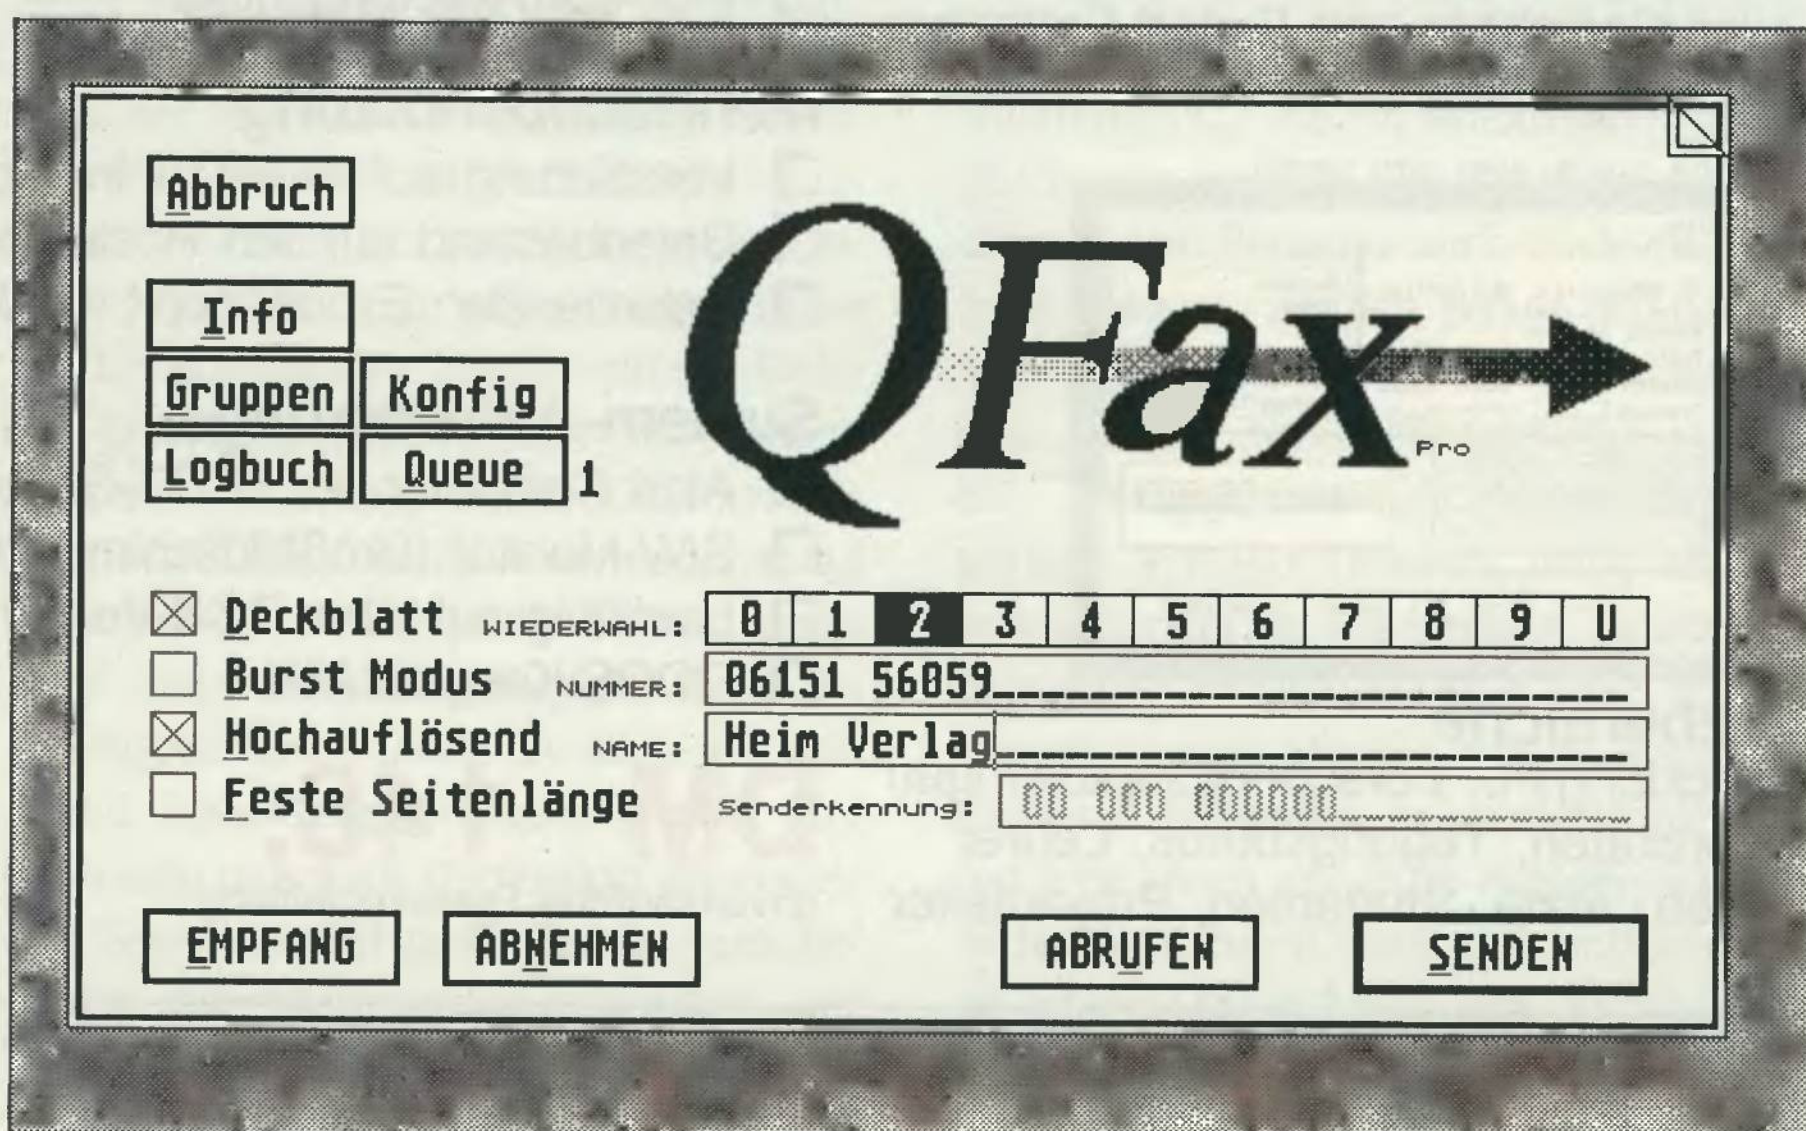 Abbruch
Info
Gruppen Konfig
Logbuch Queue 1
QFax
Pro
Deckblatt WIEDERWAHL: 0 1 2 3 4 5 6 7 8 9 U
Burst Modus NUMMER: 06151 56059
Hochauflösend NAME: Heim Verlag
Feste Seitenlänge Senderkennung: 00 000 000000
EMPFANG ABNEHMEN ABRUFEN SENDEN